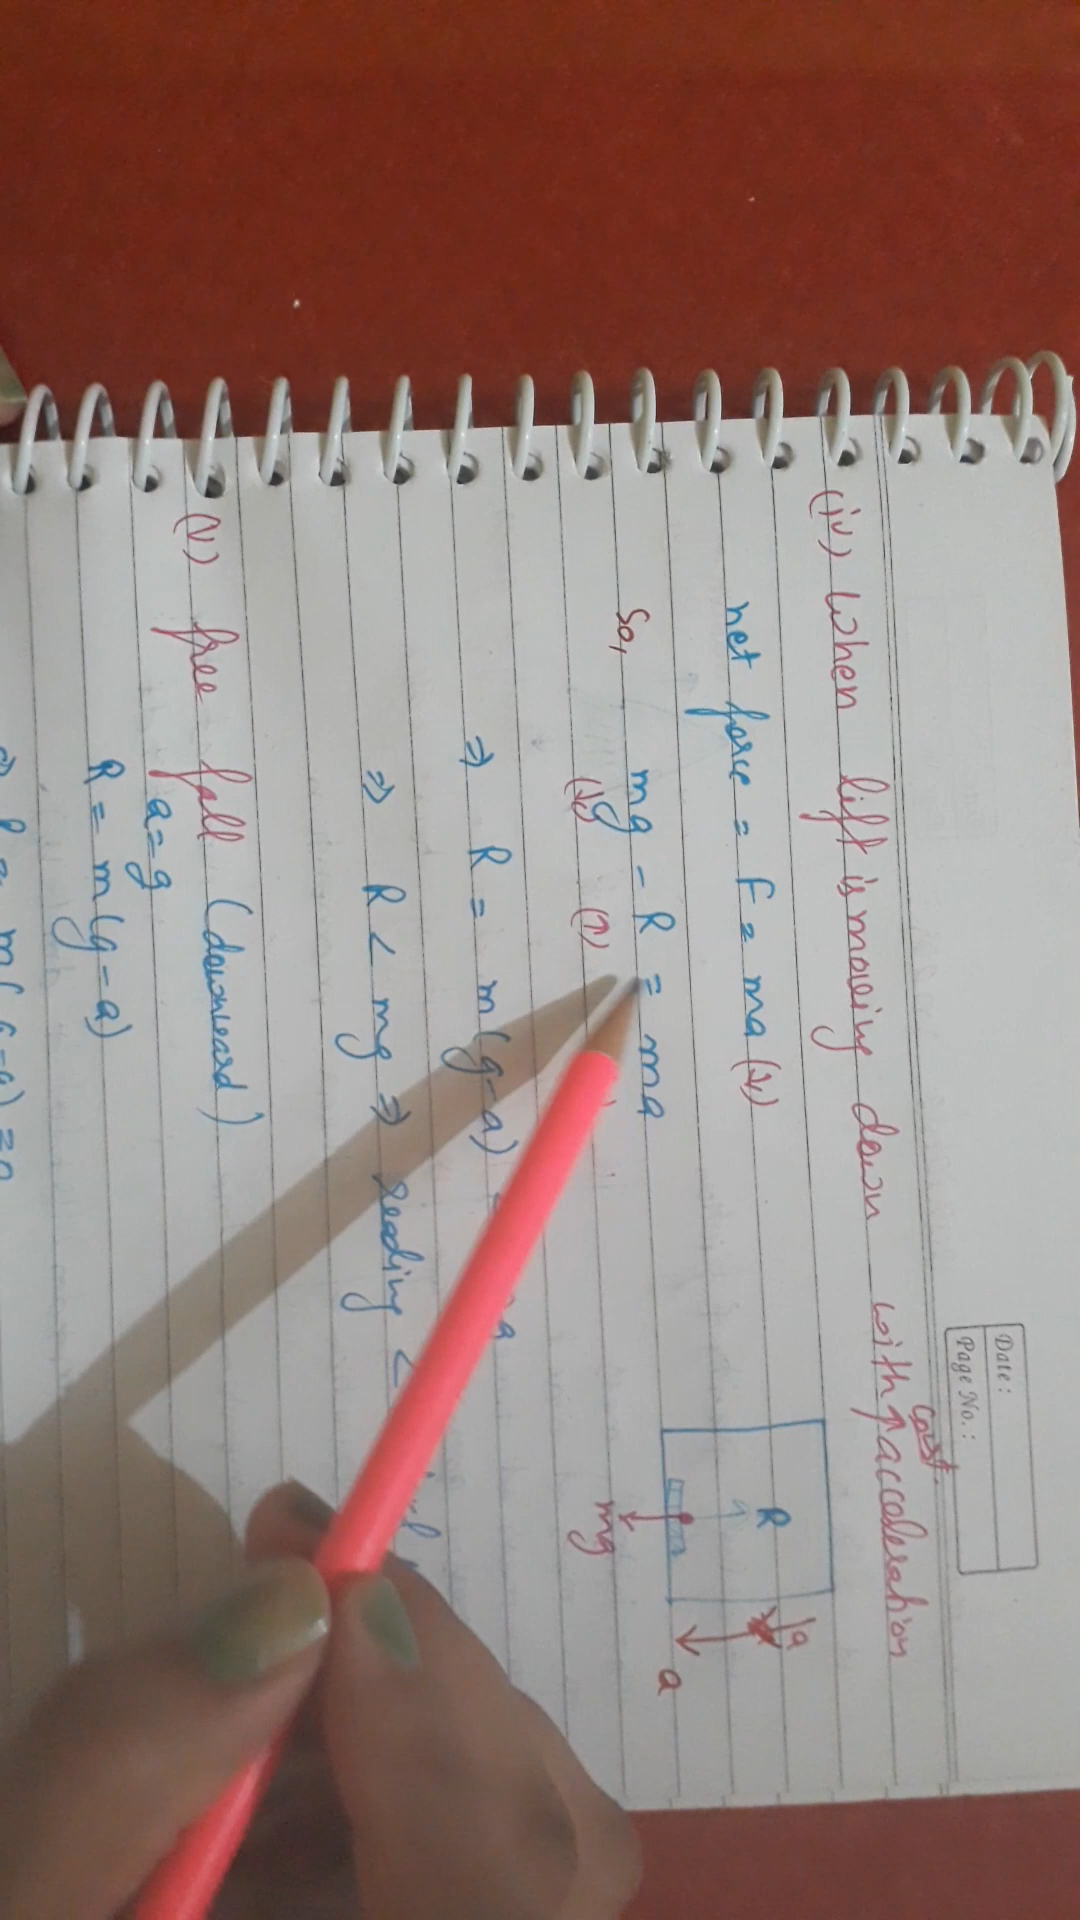 Date:
Page No.:
(iv) When lift is moving down with const. acceleration
net force = F = ma (↓)
So, mg - R = ma
(↓) (↑)
R
a
a
mg
⇒ R = m(g-a) =
⇒ R < mg ⇒ reading <
(v) free fall (downward)
a = g
R = m(g-a)